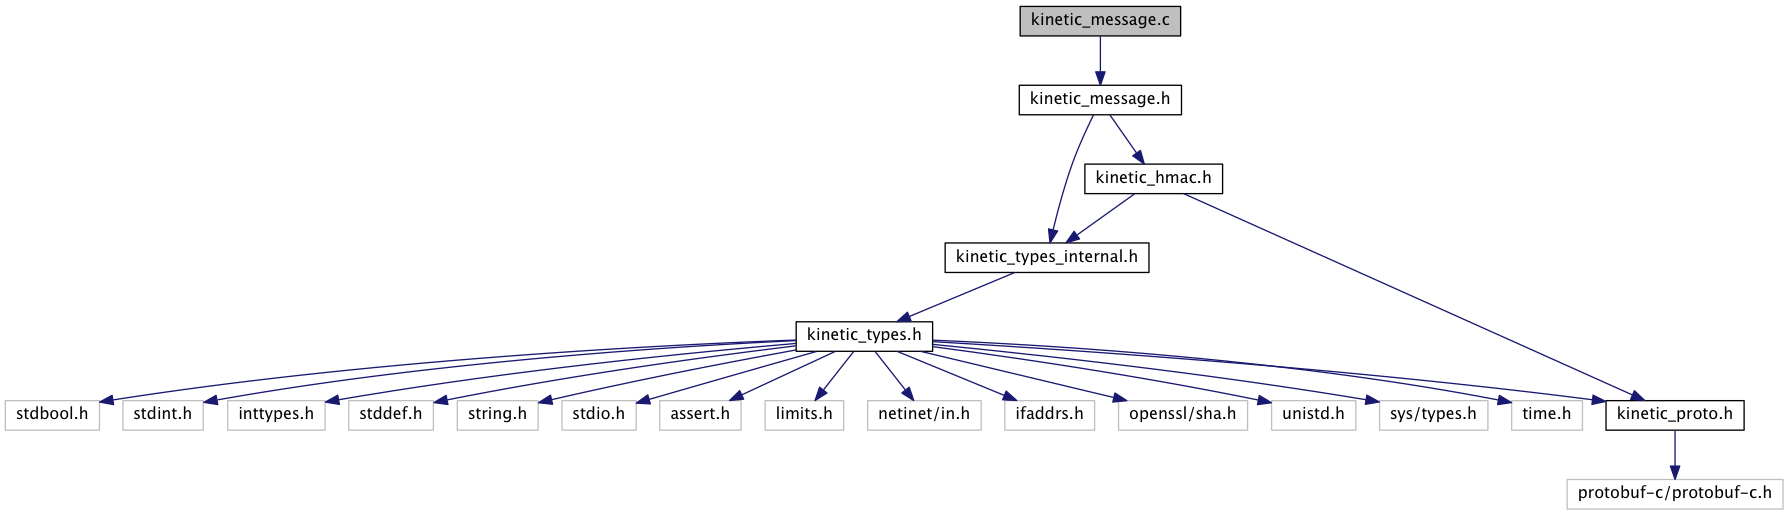 kinetic_message.c
kinetic_message.h
kinetic_hmac.h
kinetic_types_internal.h
kinetic_types.h
stdbool.h
stdint.h
inttypes.h
stddef.h
string.h
stdio.h
assert.h
limits.h
netinet/in.h
ifaddrs.h
openssl/sha.h
unistd.h
sys/types.h
time.h
kinetic_proto.h
protobuf-c/protobuf-c.h